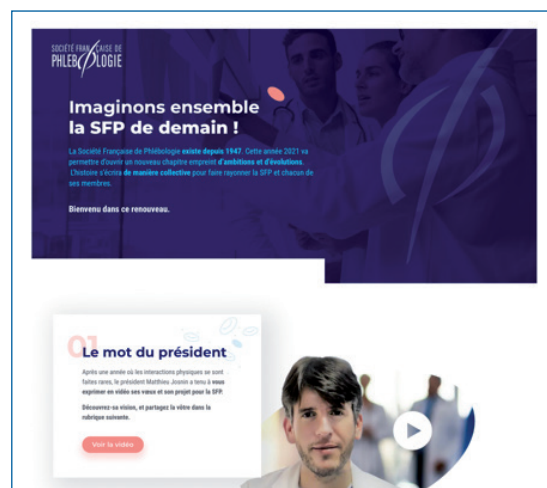 SOCIÉTÉ FRANÇAISE DE
PHLEBOLOGIE
Imaginons ensemble
la SFP de demain !
La Société Française de Phlébologie existe depuis 1947. Cette année 2021 va
permettre d'ouvrir un nouveau chapitre empreint d'ambitions et d'évolutions.
L'histoire s'écrira de manière collective pour faire rayonner la SFP et chacun de
ses membres.
Bienvenu dans ce renouveau.
01
Le mot du président
Après une année où les interactions physiques se sont
faites rares, le président Matthieu Josnin a tenu à vous
exprimer en vidéo ses vœux et son projet pour la SFP.
Découvrez-sa vision, et partagez la vôtre dans la
rubrique suivante.
Voir la vidéo